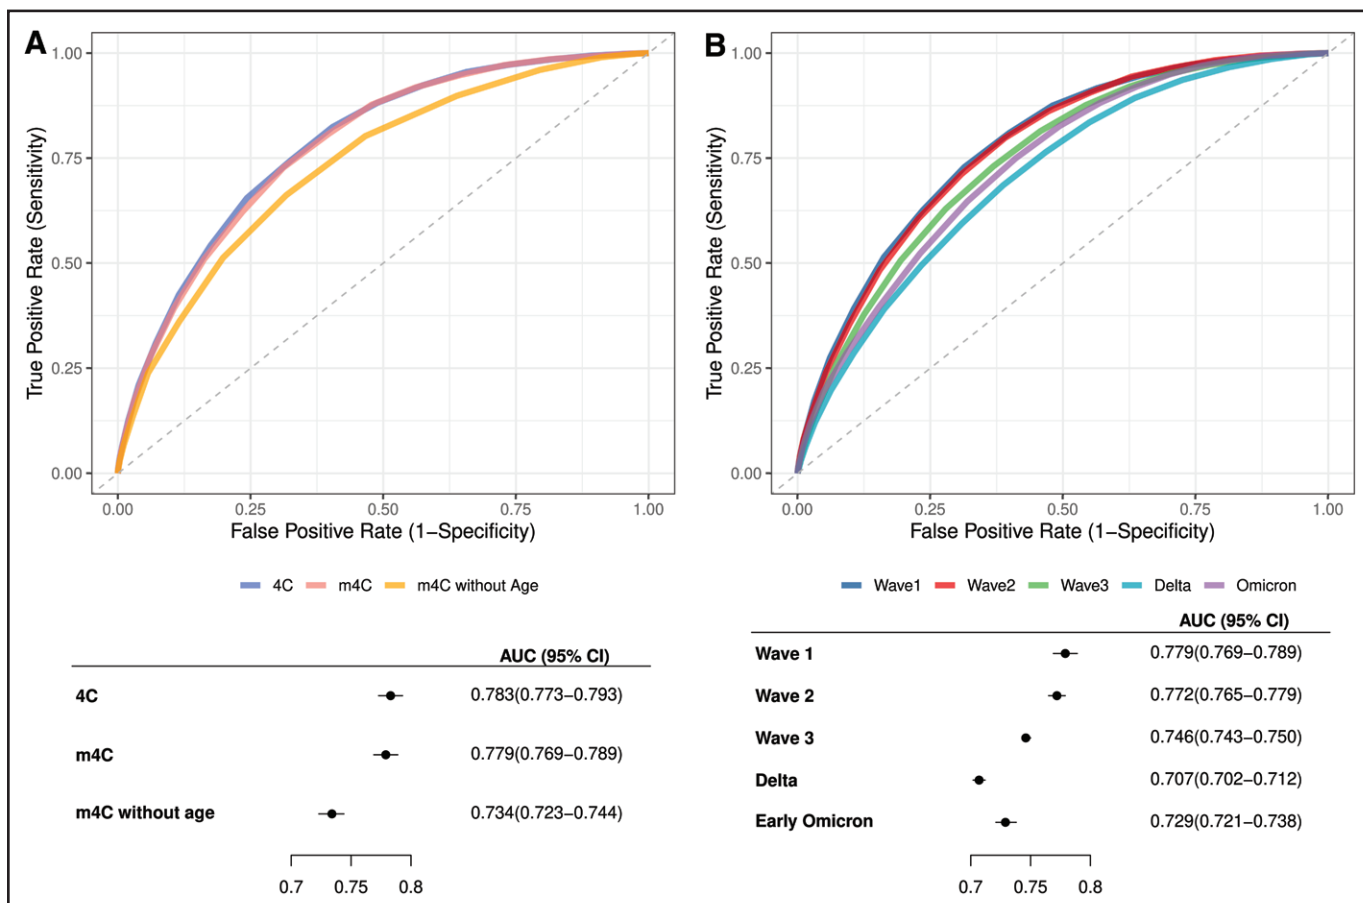 A
True Positive Rate (Sensitivity)
1.00
0.75
0.50
0.25
0.00
0.00 0.25 0.50 0.75 1.00
False Positive Rate (1−Specificity)
4C m4C m4C without Age
AUC (95% CI)
4C 0.783(0.773−0.793)
m4C 0.779(0.769−0.789)
m4C without age 0.734(0.723−0.744)
0.7 0.75 0.8
B
True Positive Rate (Sensitivity)
1.00
0.75
0.50
0.25
0.00
0.00 0.25 0.50 0.75 1.00
False Positive Rate (1−Specificity)
Wave1 Wave2 Wave3 Delta Omicron
AUC (95% CI)
Wave 1 0.779(0.769−0.789)
Wave 2 0.772(0.765−0.779)
Wave 3 0.746(0.743−0.750)
Delta 0.707(0.702−0.712)
Early Omicron 0.729(0.721−0.738)
0.7 0.75 0.8